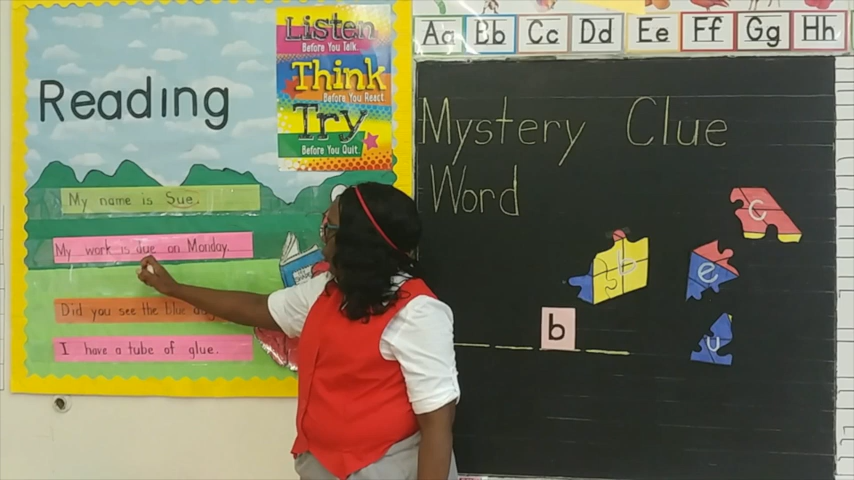 Reading
Listen
Before You Talk.
Think
Before You React
Try
Before You Quit.
My name is Sue.
My work is due on Monday.
Did you see the blue
I have a tube of glue.
Aa Bb Cc Dd Ee Ff Gg Hh
Mystery Clue
Word
c
b
e
b
u